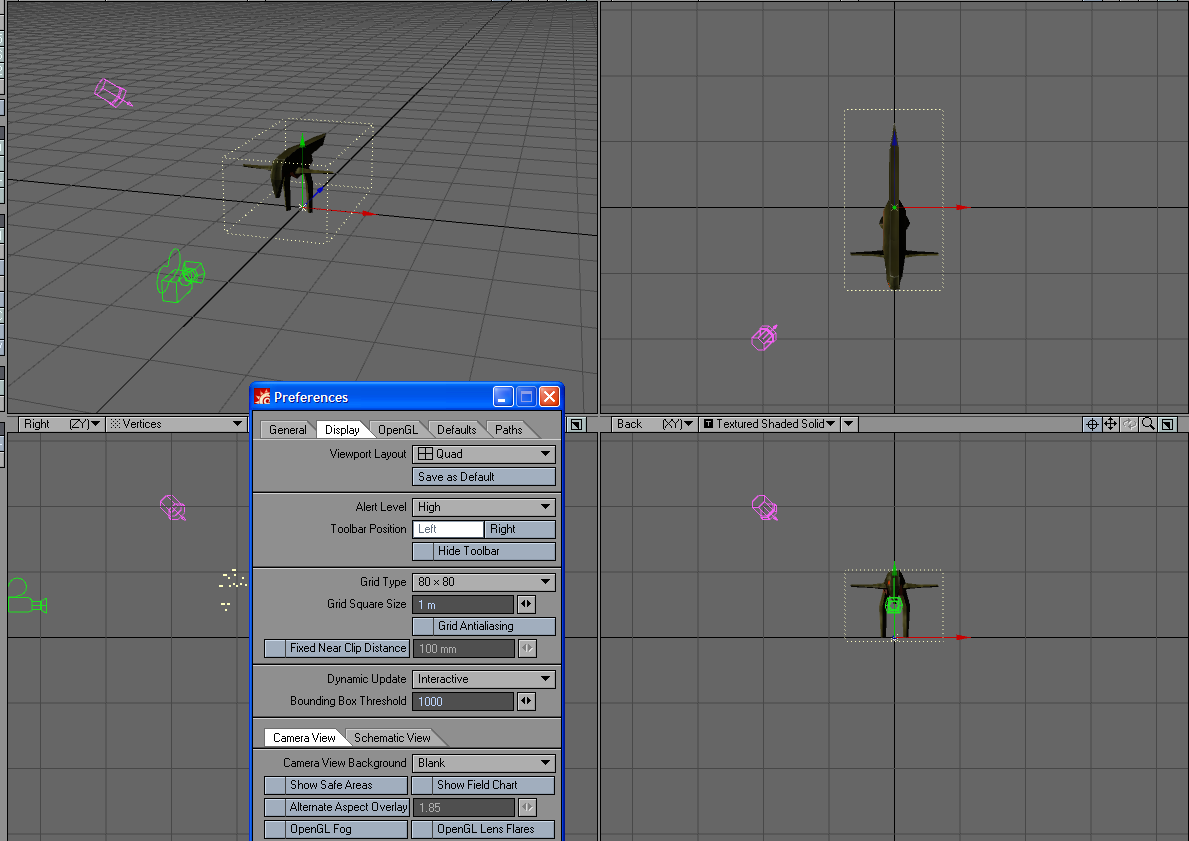 Preferences
General Display OpenGL Defaults Paths
Right (ZY) Vertices
Back (XY) T Textured Shaded Solid
Viewport Layout Quad
Save as Default
Alert Level High
Toolbar Position Left Right
Hide Toolbar
Grid Type 80 × 80
Grid Square Size 1 m
Grid Antialiasing
Fixed Near Clip Distance 100 mm
Dynamic Update Interactive
Bounding Box Threshold 1000
Camera View Schematic View
Camera View Background Blank
Show Safe Areas Show Field Chart
Alternate Aspect Overlay 1.85
OpenGL Fog OpenGL Lens Flares